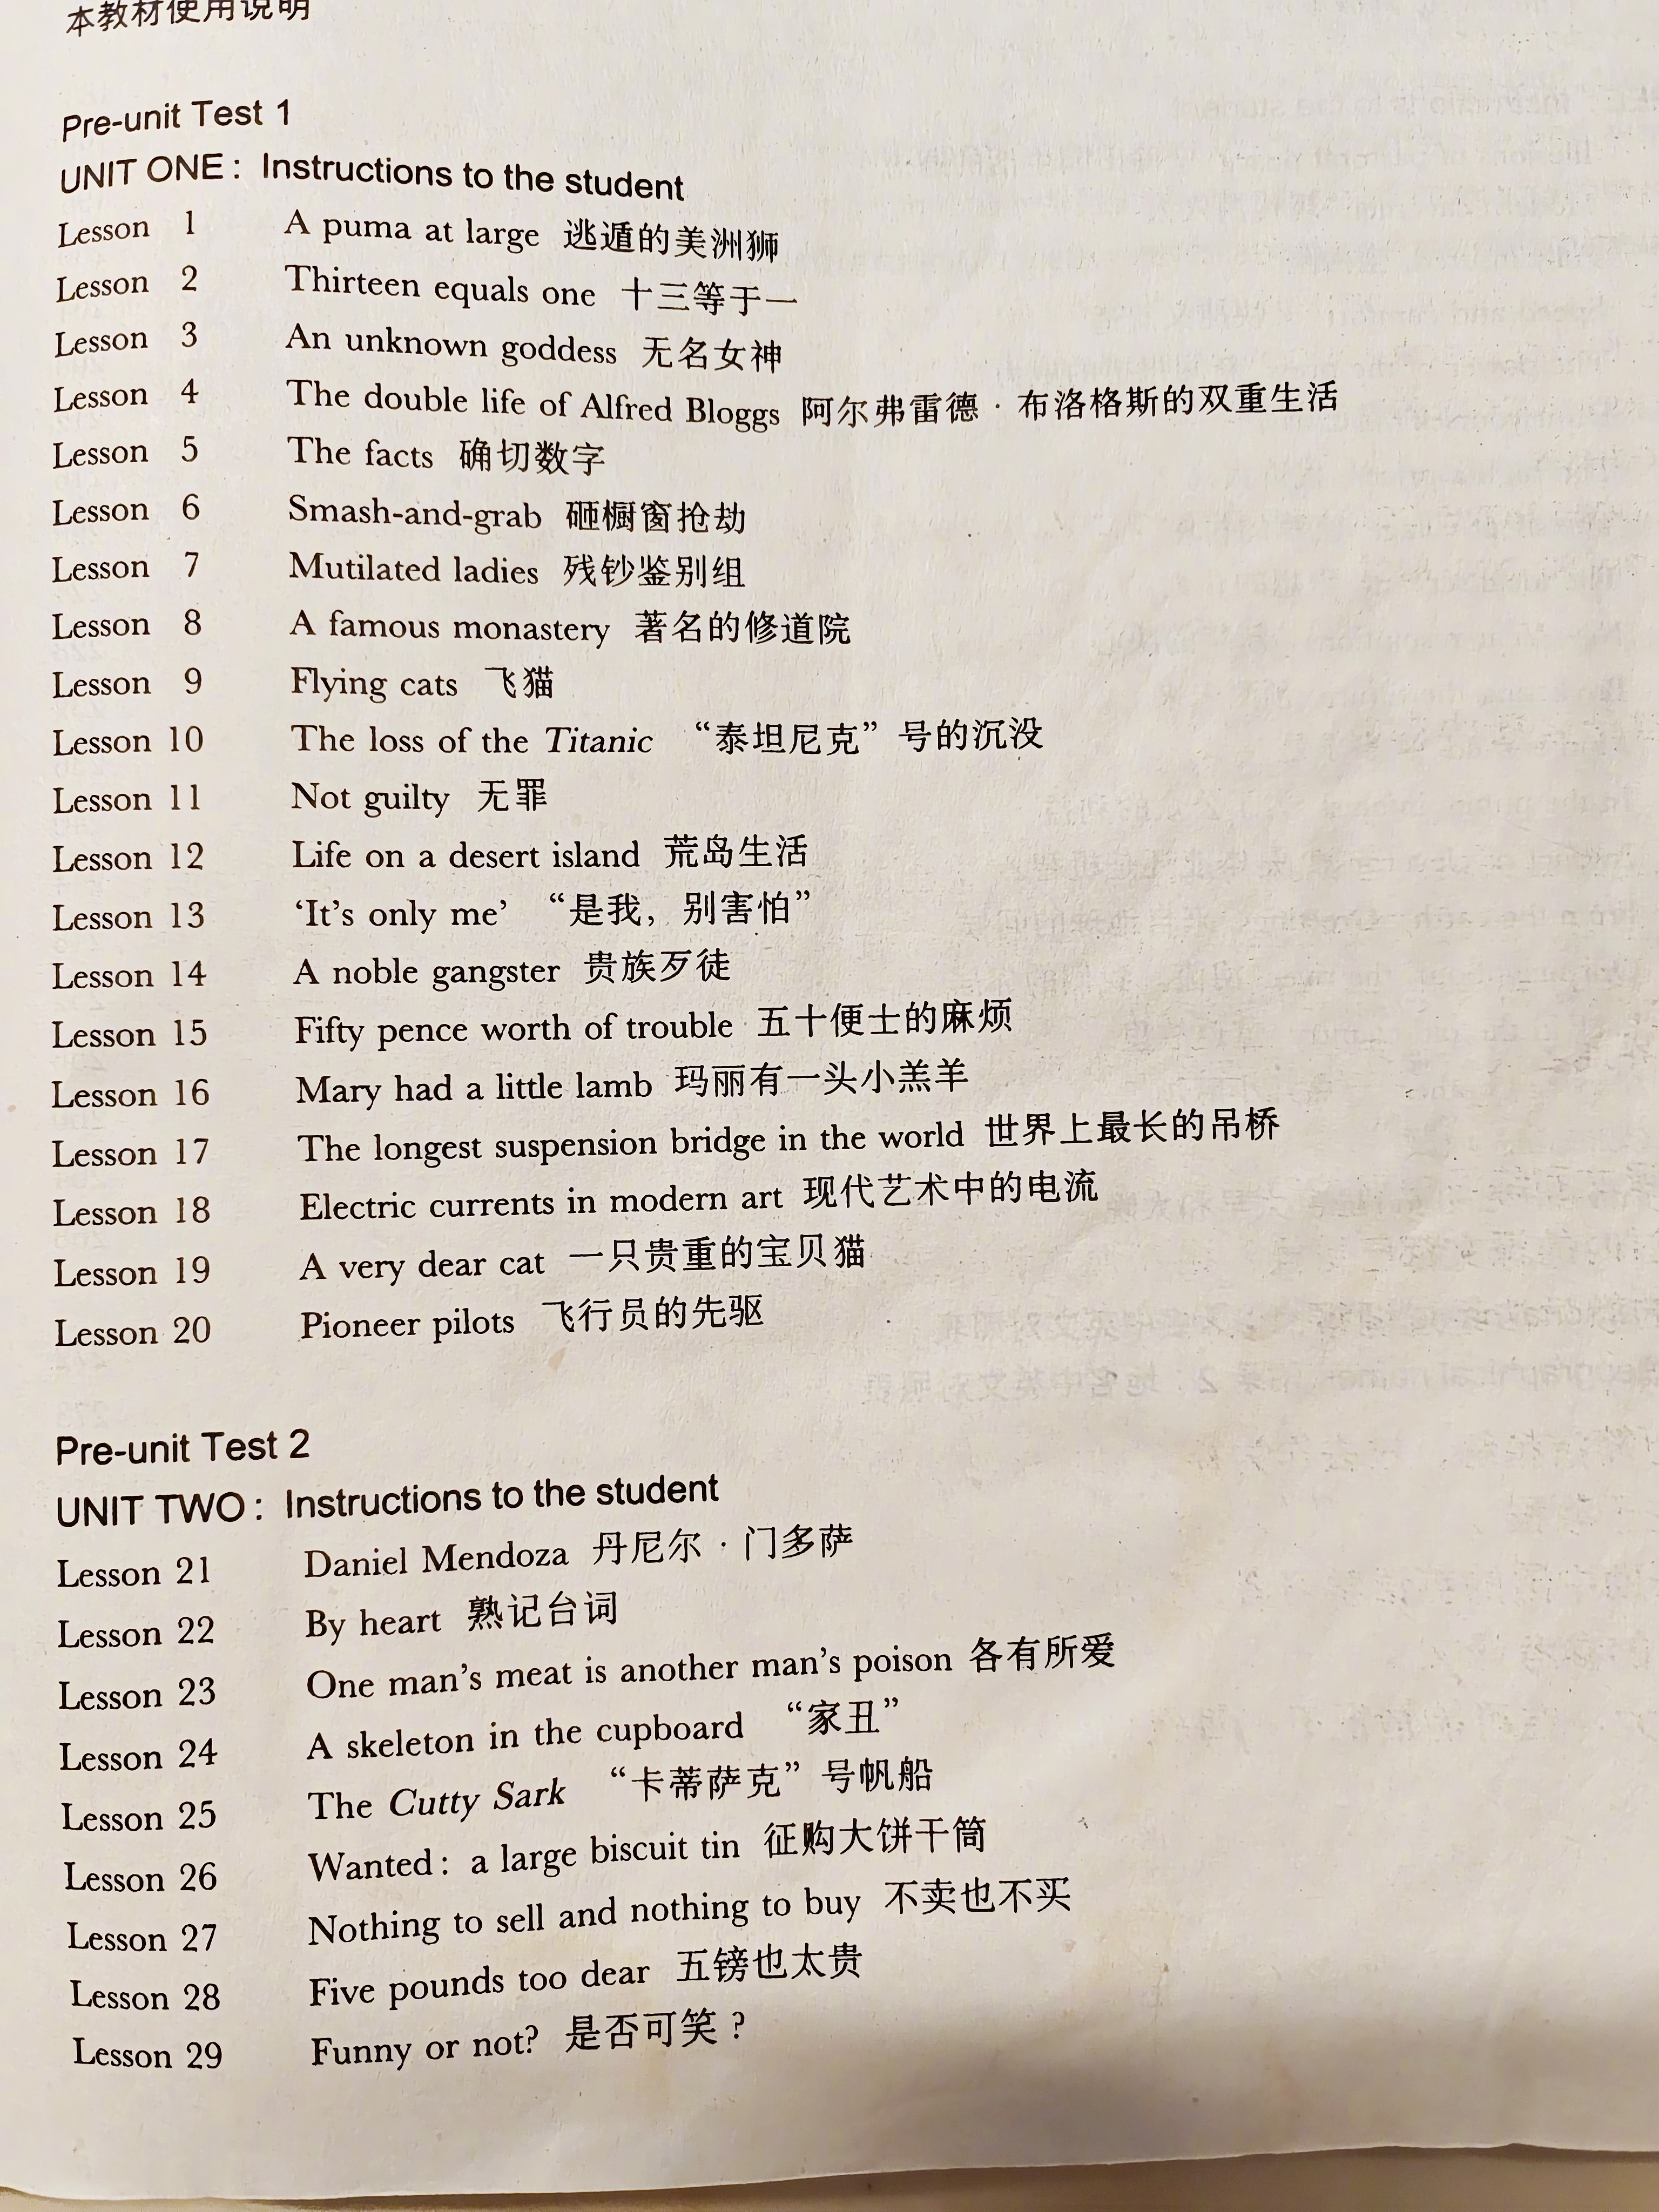 本教材使用说明
Pre-unit Test 1
UNIT ONE: Instructions to the student
Lesson 1 A puma at large 逃遁的美洲狮
Lesson 2 Thirteen equals one 十三等于一
Lesson 3 An unknown goddess 无名女神
Lesson 4 The double life of Alfred Bloggs 阿尔弗雷德·布洛格斯的双重生活
Lesson 5 The facts 确切数字
Lesson 6 Smash-and-grab 砸橱窗抢劫
Lesson 7 Mutilated ladies 残钞鉴别组
Lesson 8 A famous monastery 著名的修道院
Lesson 9 Flying cats 飞猫
Lesson 10 The loss of the Titanic “泰坦尼克”号的沉没
Lesson 11 Not guilty 无罪
Lesson 12 Life on a desert island 荒岛生活
Lesson 13 ‘It’s only me’ “是我，别害怕”
Lesson 14 A noble gangster 贵族歹徒
Lesson 15 Fifty pence worth of trouble 五十便士的麻烦
Lesson 16 Mary had a little lamb 玛丽有一头小羔羊
Lesson 17 The longest suspension bridge in the world 世界上最长的吊桥
Lesson 18 Electric currents in modern art 现代艺术中的电流
Lesson 19 A very dear cat 一只贵重的宝贝猫
Lesson 20 Pioneer pilots 飞行员的先驱
Pre-unit Test 2
UNIT TWO: Instructions to the student
Lesson 21 Daniel Mendoza 丹尼尔·门多萨
Lesson 22 By heart 熟记台词
Lesson 23 One man’s meat is another man’s poison 各有所爱
Lesson 24 A skeleton in the cupboard “家丑”
Lesson 25 The Cutty Sark “卡蒂萨克”号帆船
Lesson 26 Wanted: a large biscuit tin 征购大饼干筒
Lesson 27 Nothing to sell and nothing to buy 不卖也不买
Lesson 28 Five pounds too dear 五镑也太贵
Lesson 29 Funny or not? 是否可笑？